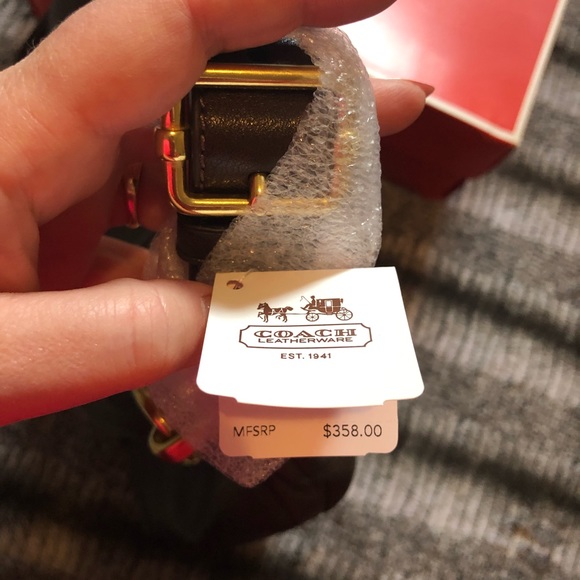 COACH
LEATHERWARE
EST. 1941
MFSRP $358.00